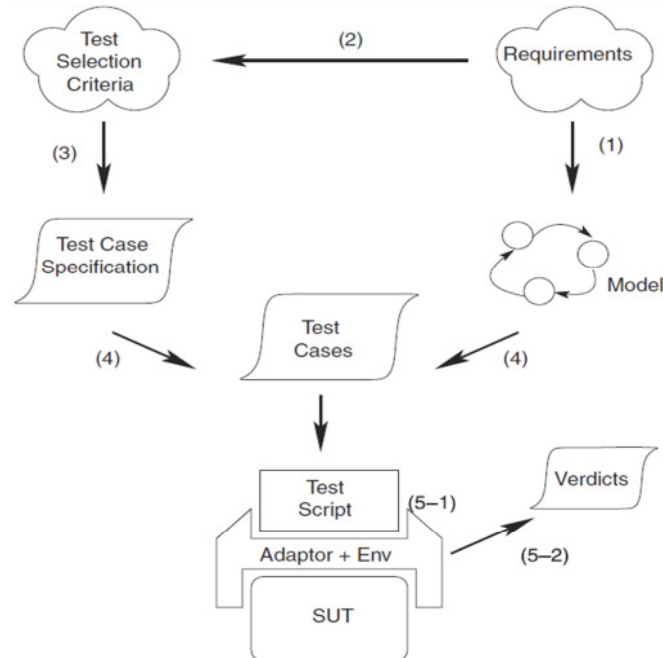 Test
Selection
Criteria
(2)
Requirements
(3)
(1)
Test Case
Specification
Model
(4)
Test
Cases
(4)
Test
Script
(5–1)
Verdicts
Adaptor + Env
(5–2)
SUT